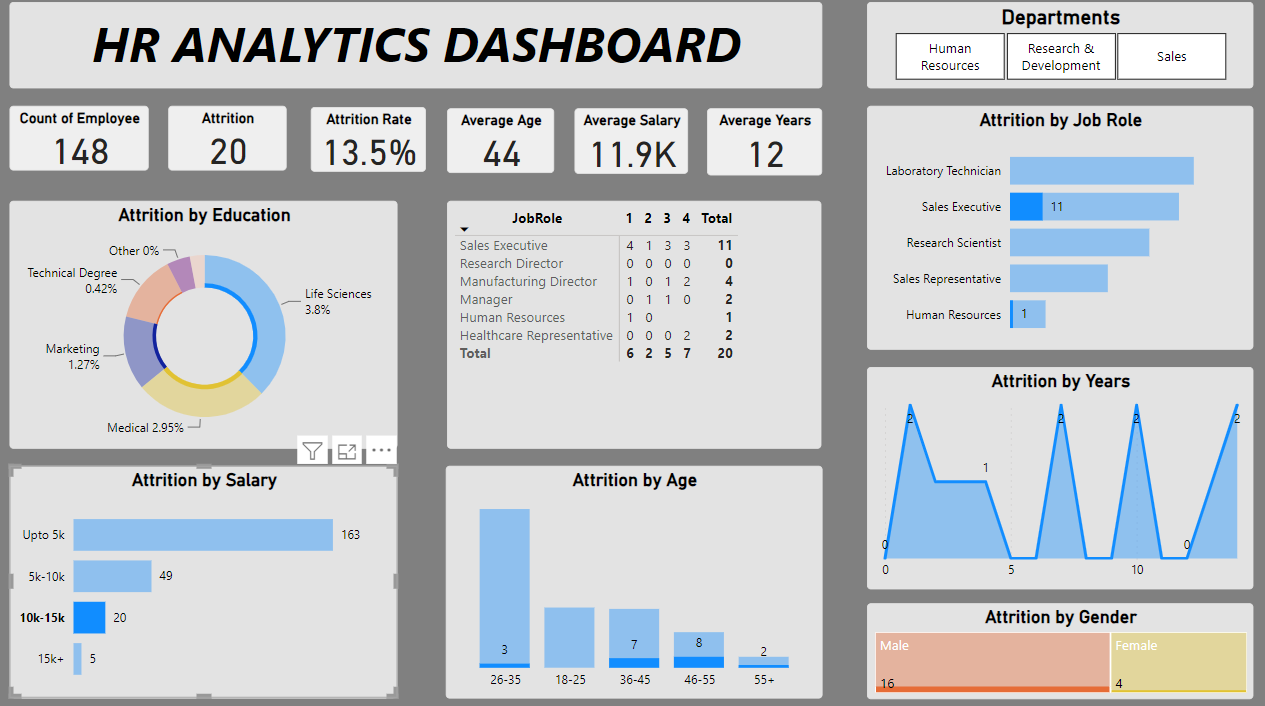 HR ANALYTICS DASHBOARD
Departments
Human
Resources
Research &
Development
Sales
Count of Employee
148
Attrition
20
Attrition Rate
13.5%
Average Age
44
Average Salary
11.9K
Average Years
12
Attrition by Education
Other 0%
Technical Degree
0.42%
Life Sciences
3.8%
Marketing
1.27%
Medical 2.95%
JobRole 1 2 3 4 Total
Sales Executive 4 1 3 3 11
Research Director 0 0 0 0 0
Manufacturing Director 1 0 1 2 4
Manager 0 1 1 0 2
Human Resources 1 0 1
Healthcare Representative 0 0 0 2 2
Total 6 2 5 7 20
Attrition by Job Role
Laboratory Technician
Sales Executive 11
Research Scientist
Sales Representative
Human Resources 1
Attrition by Years
2 2 2 2
1
0 0
0 5 10
Attrition by Salary
Upto 5k 163
5k-10k 49
10k-15k 20
15k+ 5
Attrition by Age
3 7 8 2
26-35 18-25 36-45 46-55 55+
Attrition by Gender
Male Female
16 4